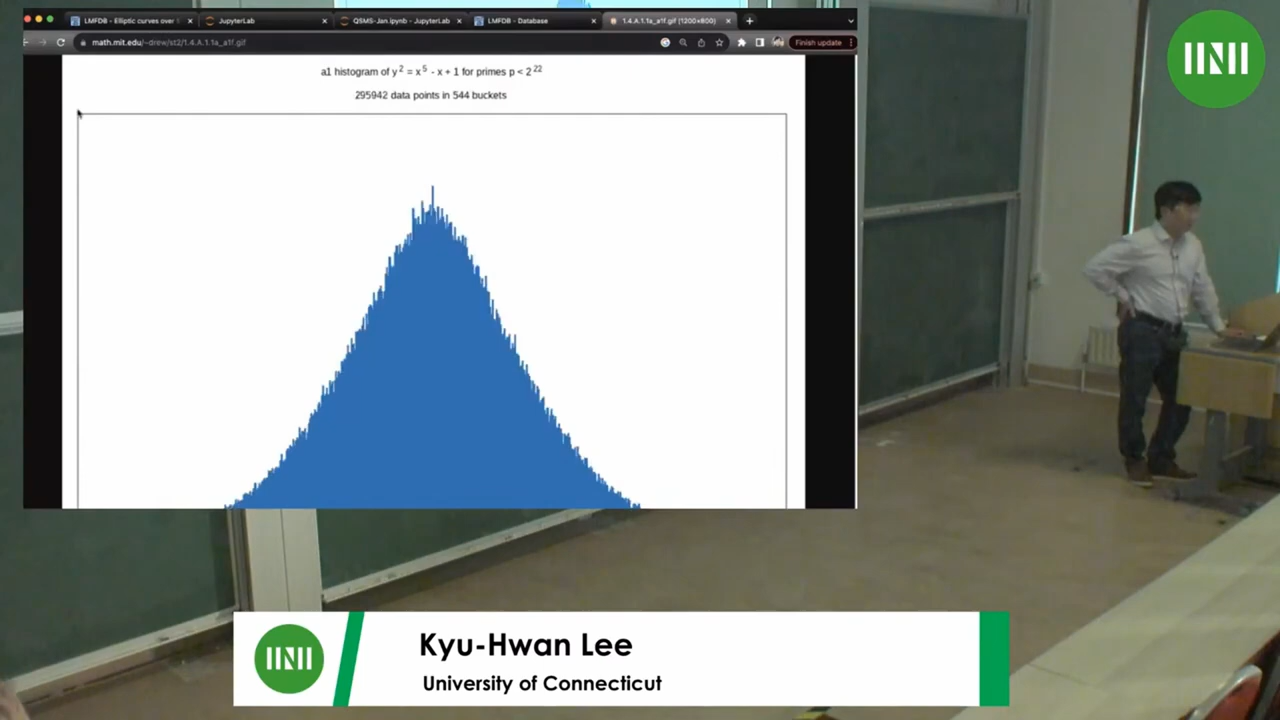 LMFDB - Elliptic curves over
JupyterLab
QSMS-Jan.ipynb - JupyterLab
LMFDB - Database
1.4.A.1.1a_a1f.gif (1200×800)
math.mit.edu/~drew/st2/1.4.A.1.1a_a1f.gif
Finish update
a1 histogram of y² = x⁵ - x + 1 for primes p < 2²²
295942 data points in 544 buckets
Kyu-Hwan Lee
University of Connecticut